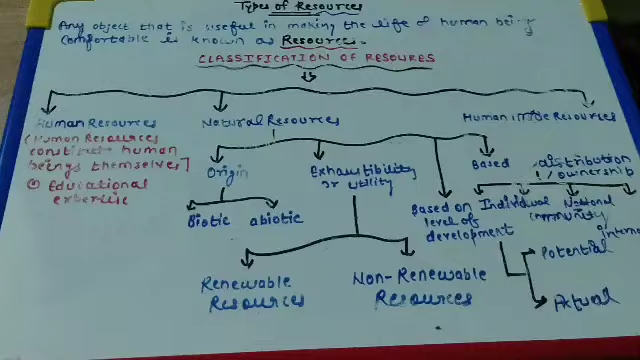 Types of Resources
Any object that is useful in making the life of human being
comfortable is known as Resources.
CLASSIFICATION OF RESOURES
Human Resources
(Human Resources
constitute human
beings themselves]
Educational
expertise
Natural Resources
Human made Resources
Origin
Biotic abiotic
Exhaustibility
or utility
Renewable
Resources
Non-Renewable
Resources
Based on
level of
development
Potential
Actual
Based distribution
ownership
Individual National
Community